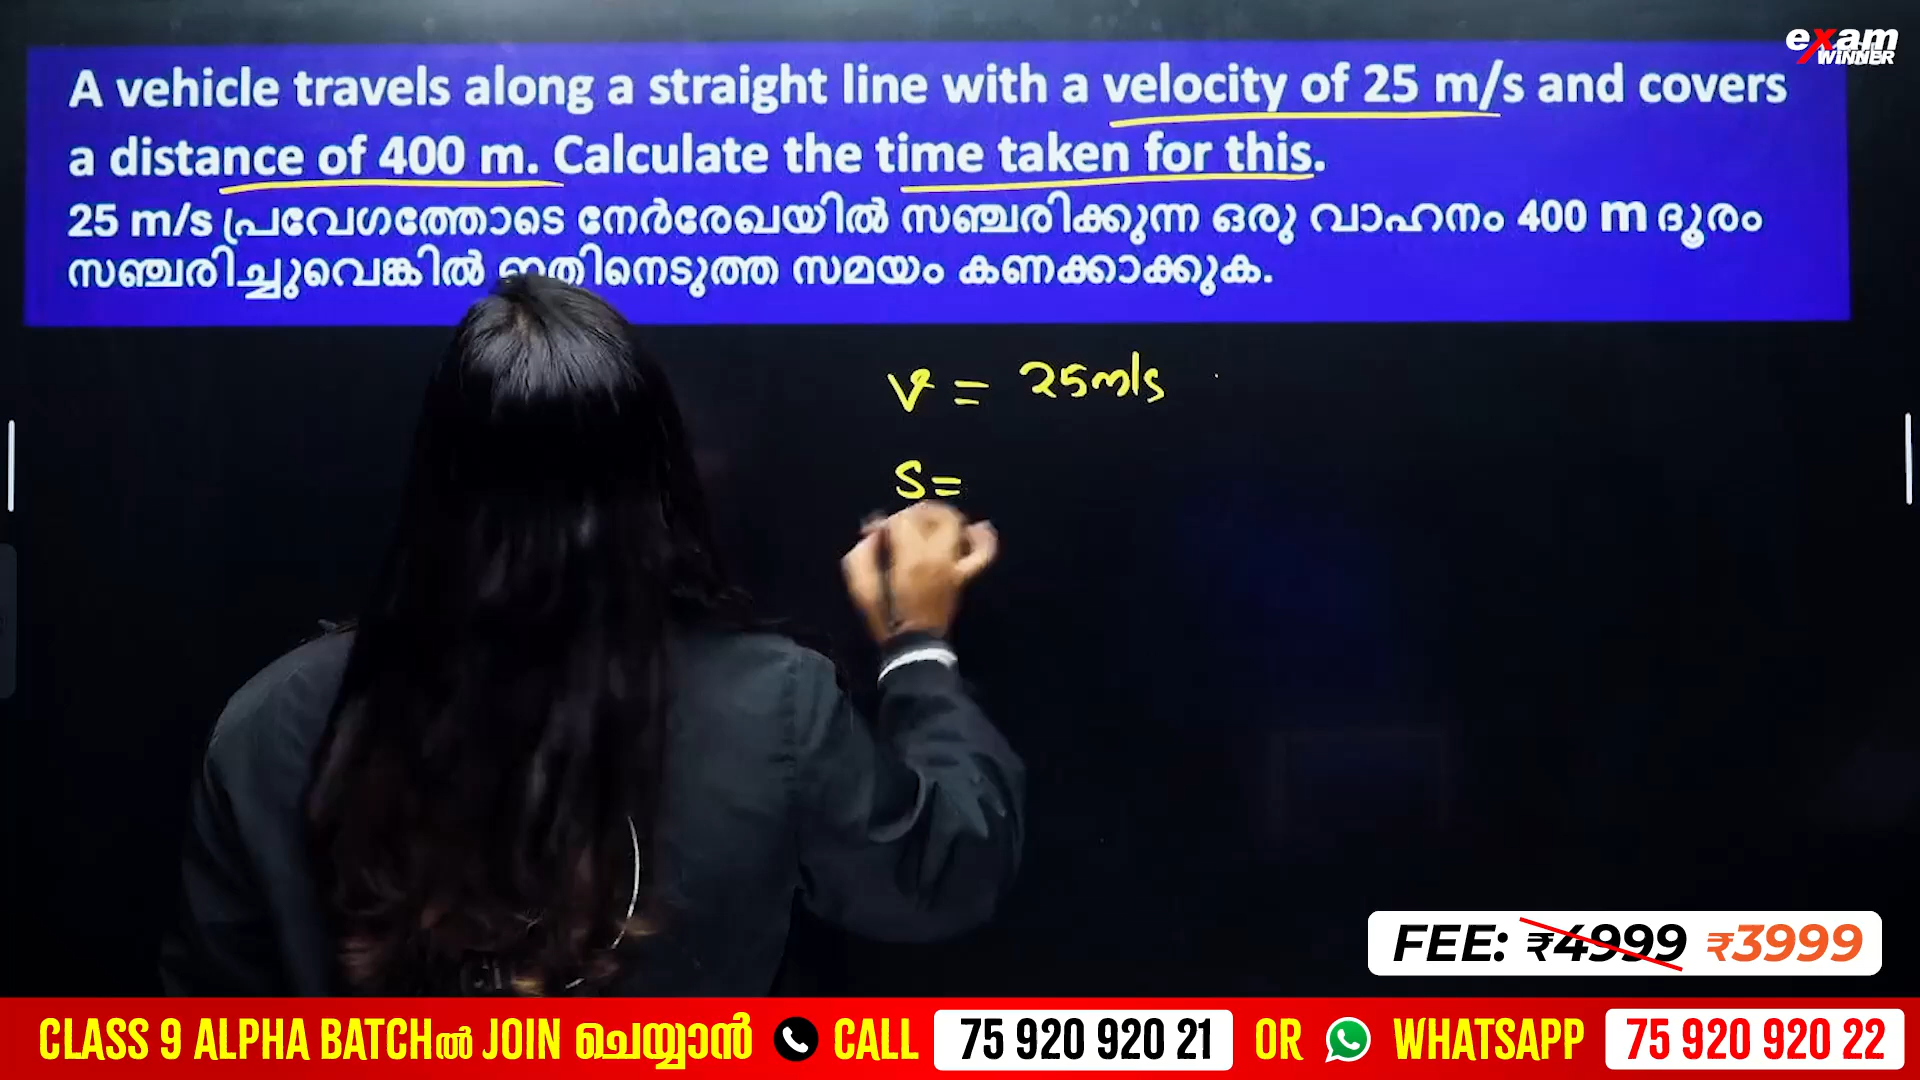 exam
WINNER
A vehicle travels along a straight line with a velocity of 25 m/s and covers
a distance of 400 m. Calculate the time taken for this.
25 m/s പ്രവേഗത്തോടെ നേർരേഖയിൽ സഞ്ചരിക്കുന്ന ഒരു വാഹനം 400 m ദൂരം
സഞ്ചരിച്ചുവെങ്കിൽ ഇതിനെടുത്ത സമയം കണക്കാക്കുക.
v = 25m/s
S =
FEE: ₹4999 ₹3999
CLASS 9 ALPHA BATCHൽ JOIN ചെയ്യാൻ CALL 75 920 920 21 OR WHATSAPP 75 920 920 22